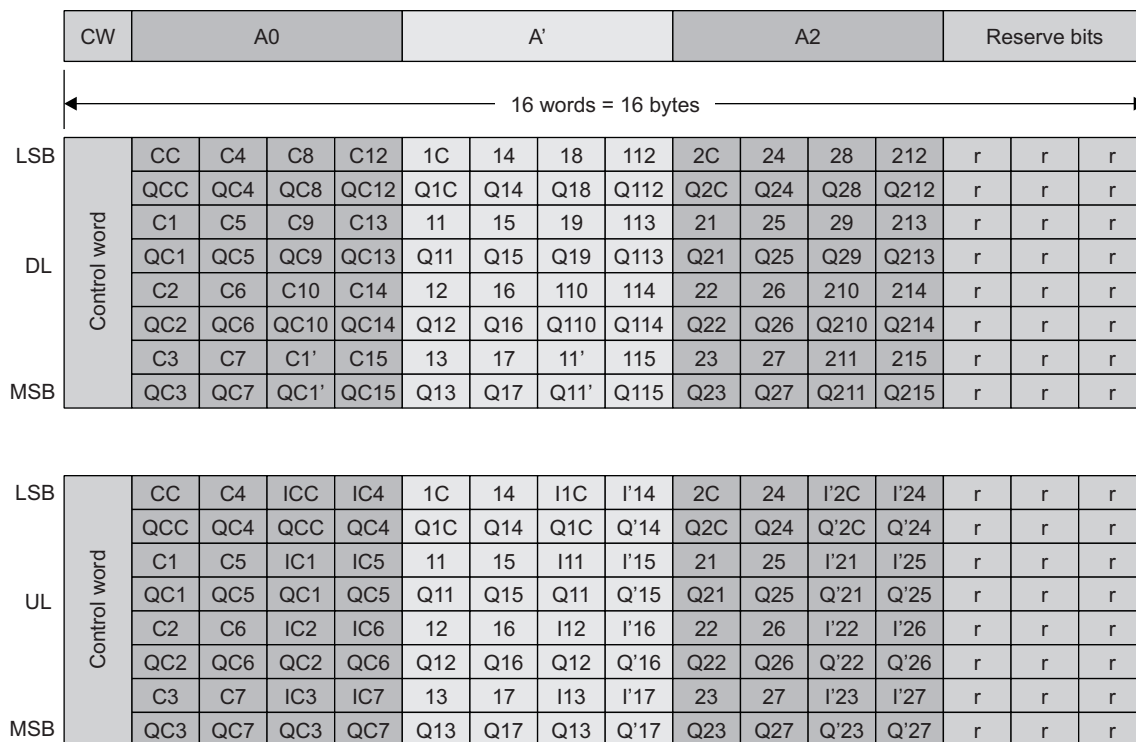 CW A0 A' A2 Reserve bits
16 words = 16 bytes
LSB CC C4 C8 C12 1C 14 18 112 2C 24 28 212 r r r
QCC QC4 QC8 QC12 Q1C Q14 Q18 Q112 Q2C Q24 Q28 Q212 r r r
C1 C5 C9 C13 11 15 19 113 21 25 29 213 r r r
DL Control word QC1 QC5 QC9 QC13 Q11 Q15 Q19 Q113 Q21 Q25 Q29 Q213 r r r
C2 C6 C10 C14 12 16 110 114 22 26 210 214 r r r
QC2 QC6 QC10 QC14 Q12 Q16 Q110 Q114 Q22 Q26 Q210 Q214 r r r
C3 C7 C1’ C15 13 17 11’ 115 23 27 211 215 r r r
MSB QC3 QC7 QC1’ QC15 Q13 Q17 Q11’ Q115 Q23 Q27 Q211 Q215 r r r
LSB CC C4 ICC IC4 1C 14 I1C I’14 2C 24 I’2C I’24 r r r
QCC QC4 QCC QC4 Q1C Q14 Q1C Q’14 Q2C Q24 Q’2C Q’24 r r r
C1 C5 IC1 IC5 11 15 I11 I’15 21 25 I’21 I’25 r r r
UL Control word QC1 QC5 QC1 QC5 Q11 Q15 Q11 Q’15 Q21 Q25 Q’21 Q’25 r r r
C2 C6 IC2 IC6 12 16 I12 I’16 22 26 I’22 I’26 r r r
QC2 QC6 QC2 QC6 Q12 Q16 Q12 Q’16 Q22 Q26 Q’22 Q’26 r r r
C3 C7 IC3 IC7 13 17 I13 I’17 23 27 I’23 I’27 r r r
MSB QC3 QC7 QC3 QC7 Q13 Q17 Q13 Q’17 Q23 Q27 Q’23 Q’27 r r r